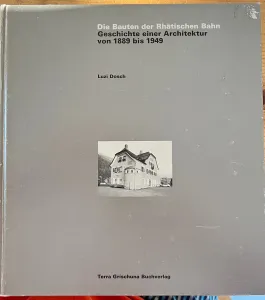 Die Bauten der Rhätischen Bahn
Geschichte einer Architektur
von 1889 bis 1949
Luzi Dosch
Terra Grischuna Buchverlag